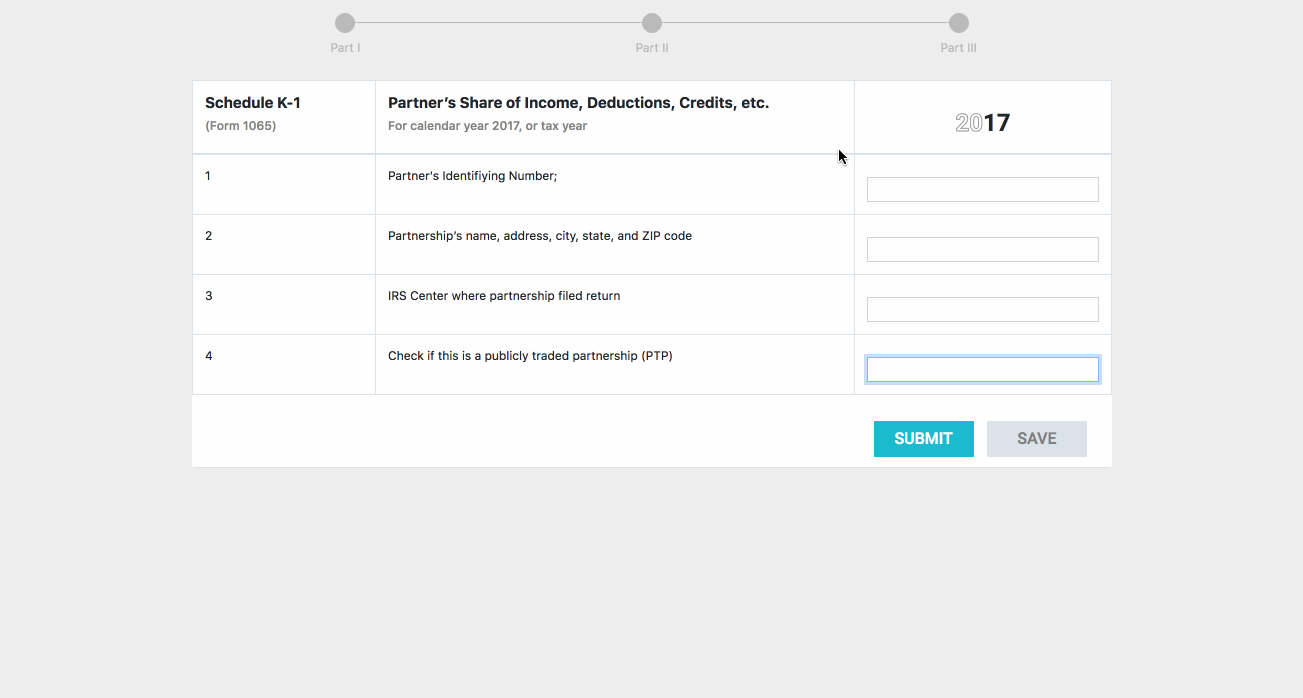 Part I Part II Part III
Schedule K-1 Partner’s Share of Income, Deductions, Credits, etc.
(Form 1065) For calendar year 2017, or tax year 2017
1 Partner's Identifiying Number;
2 Partnership’s name, address, city, state, and ZIP code
3 IRS Center where partnership filed return
4 Check if this is a publicly traded partnership (PTP)
SUBMIT SAVE